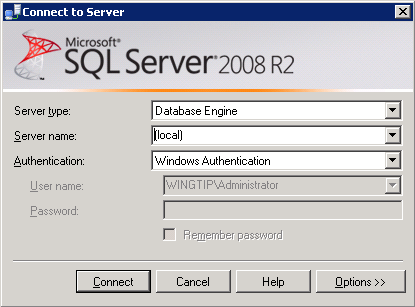 Connect to Server
Microsoft®
SQL Server® 2008 R2
Server type: Database Engine
Server name: (local)
Authentication: Windows Authentication
User name: WINGTIP\Administrator
Password:
Remember password
Connect Cancel Help Options >>